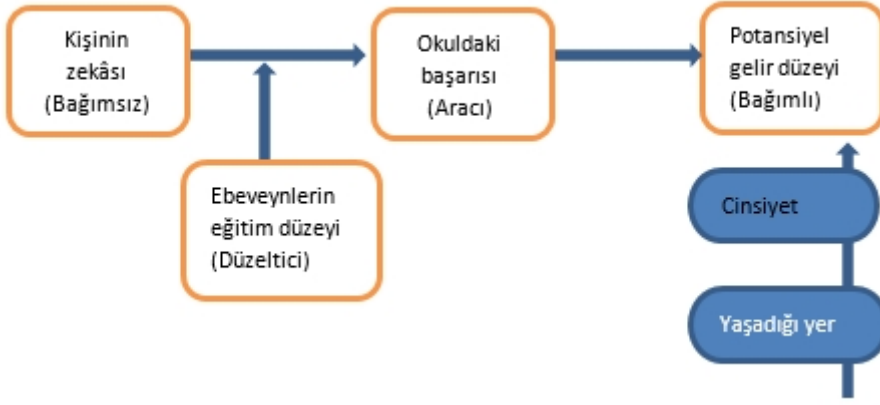 Kişinin
zekâsı
(Bağımsız)
Okuldaki
başarısı
(Aracı)
Potansiyel
gelir düzeyi
(Bağımlı)
Ebeveynlerin
eğitim düzeyi
(Düzeltici)
Cinsiyet
Yaşadığı yer